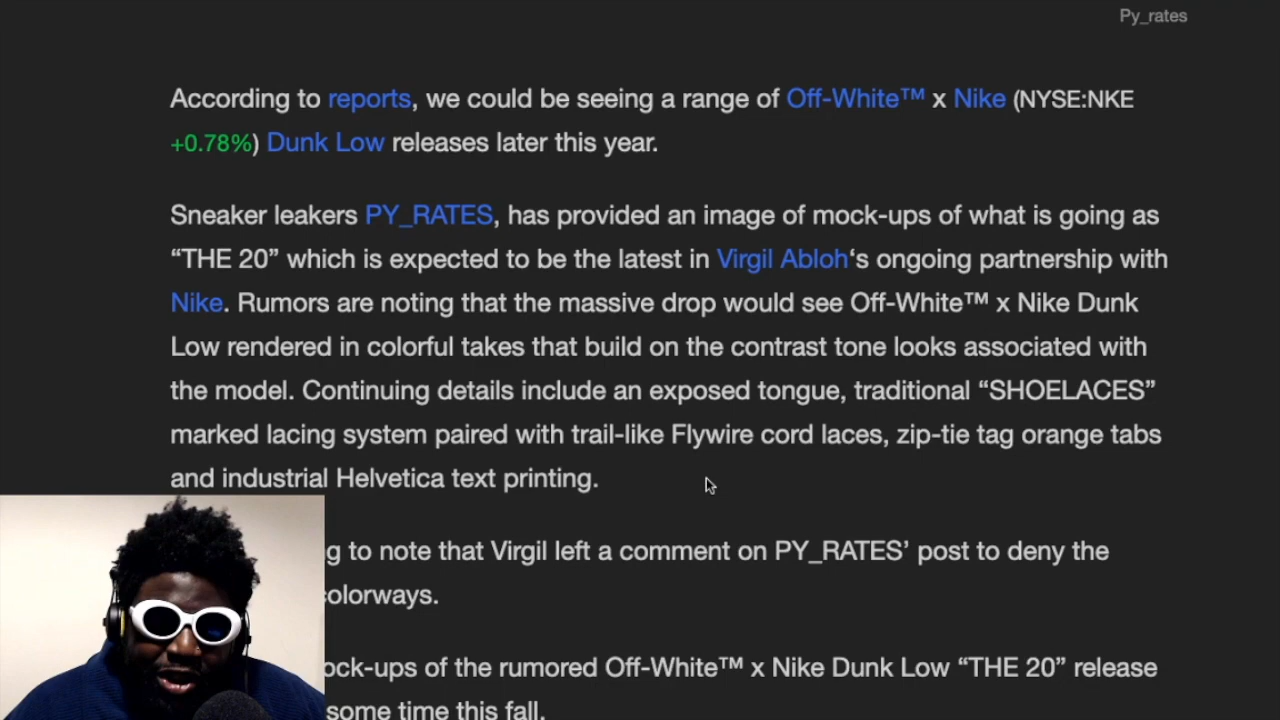 Py_rates
According to reports, we could be seeing a range of Off-White™ x Nike (NYSE:NKE
+0.78%) Dunk Low releases later this year.
Sneaker leakers PY_RATES, has provided an image of mock-ups of what is going as
“THE 20” which is expected to be the latest in Virgil Abloh‘s ongoing partnership with
Nike. Rumors are noting that the massive drop would see Off-White™ x Nike Dunk
Low rendered in colorful takes that build on the contrast tone looks associated with
the model. Continuing details include an exposed tongue, traditional “SHOELACES”
marked lacing system paired with trail-like Flywire cord laces, zip-tie tag orange tabs
and industrial Helvetica text printing.
g to note that Virgil left a comment on PY_RATES’ post to deny the
olorways.
ock-ups of the rumored Off-White™ x Nike Dunk Low “THE 20” release
some time this fall.